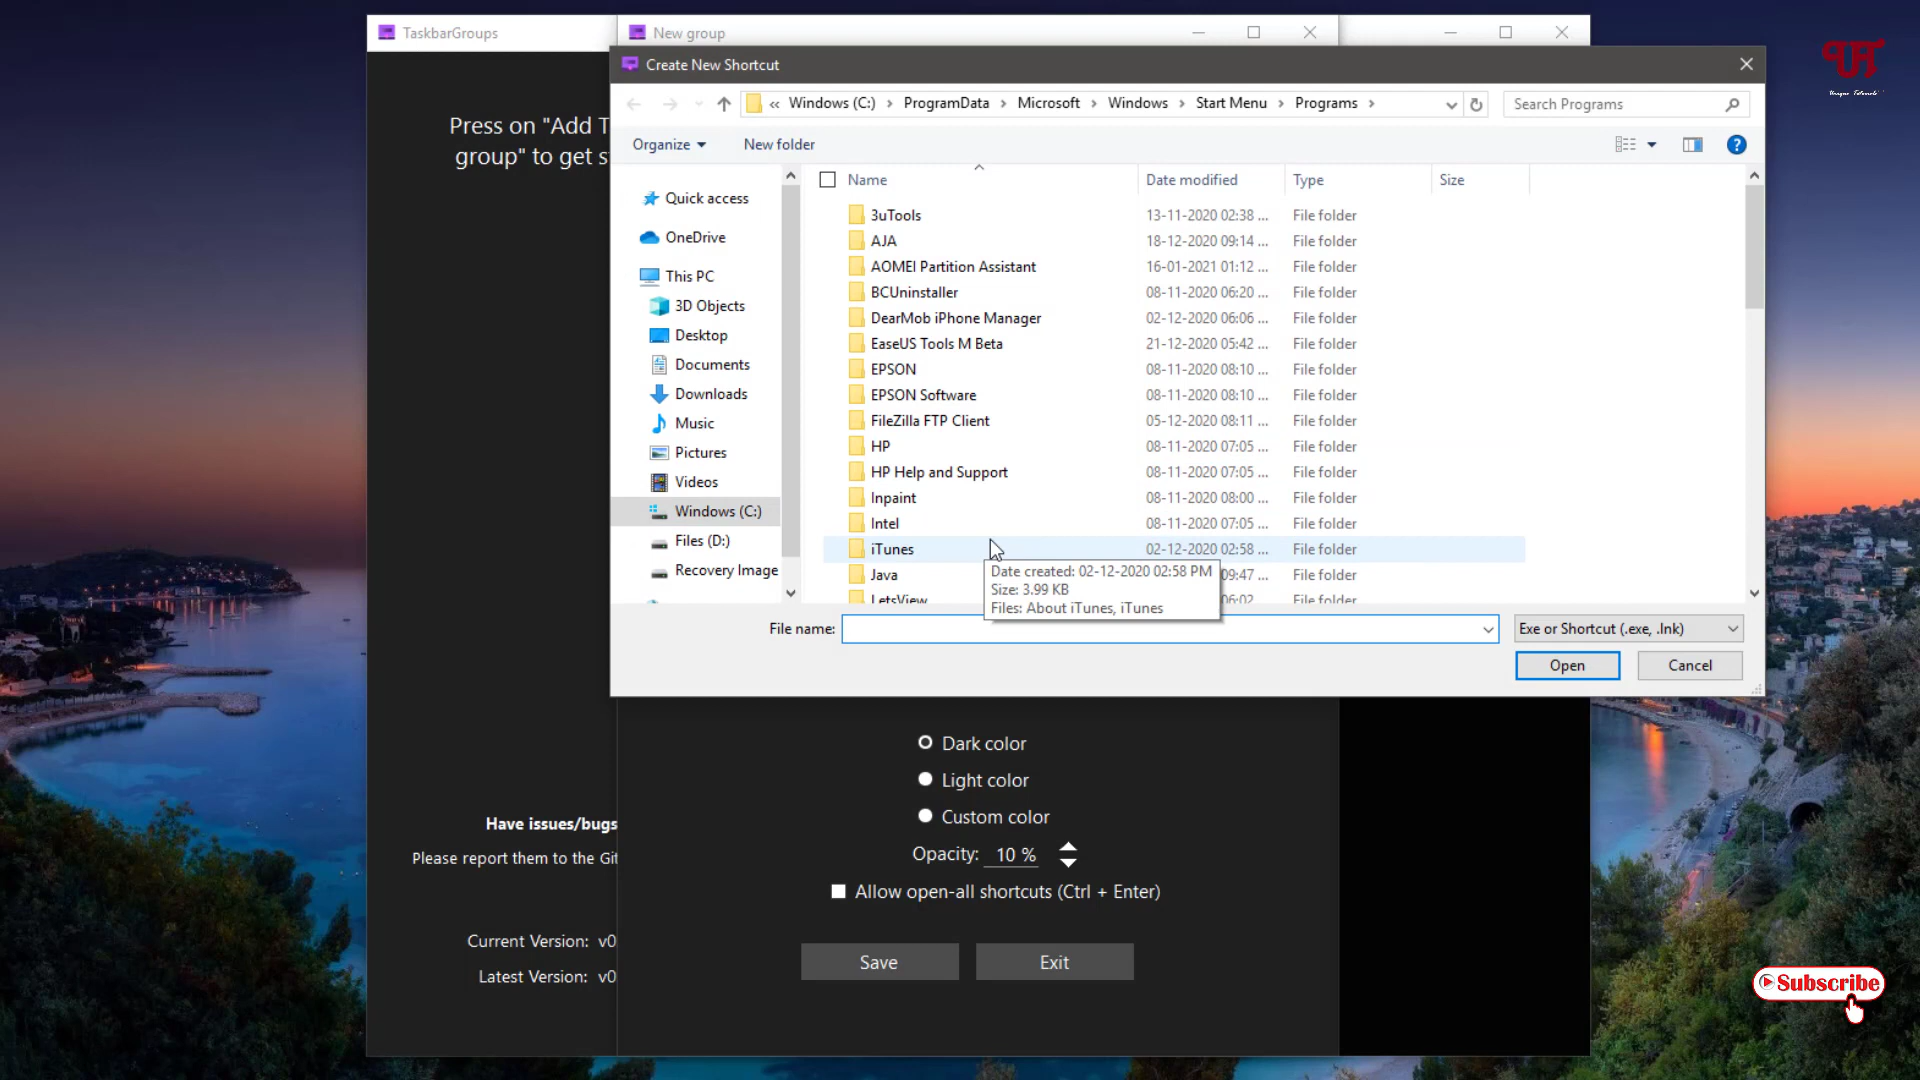 TaskbarGroups
New group
Create New Shortcut
« Windows (C:) › ProgramData › Microsoft › Windows › Start Menu › Programs ›
Search Programs
Organize
New folder
Quick access
OneDrive
This PC
3D Objects
Desktop
Documents
Downloads
Music
Pictures
Videos
Windows (C:)
Files (D:)
Recovery Image
Name Date modified Type Size
3uTools 13-11-2020 02:38 ... File folder
AJA 18-12-2020 09:14 ... File folder
AOMEI Partition Assistant 16-01-2021 01:12 ... File folder
BCUninstaller 08-11-2020 06:20 ... File folder
DearMob iPhone Manager 02-12-2020 06:06 ... File folder
EaseUS Tools M Beta 21-12-2020 05:42 ... File folder
EPSON 08-11-2020 08:10 ... File folder
EPSON Software 08-11-2020 08:10 ... File folder
FileZilla FTP Client 05-12-2020 08:11 ... File folder
HP 08-11-2020 07:05 ... File folder
HP Help and Support 08-11-2020 07:05 ... File folder
Inpaint 08-11-2020 08:00 ... File folder
Intel 08-11-2020 07:05 ... File folder
iTunes 02-12-2020 02:58 ... File folder
Java 09:47 ... File folder
LetsView 06:02 File folder
Date created: 02-12-2020 02:58 PM
Size: 3.99 KB
Files: About iTunes, iTunes
File name:
Exe or Shortcut (.exe, .lnk)
Open
Cancel
Press on "Add T
group" to get s
Dark color
Light color
Custom color
Opacity: 10 %
Allow open-all shortcuts (Ctrl + Enter)
Save
Exit
Have issues/bugs
Please report them to the Git
Current Version: v0
Latest Version: v0
UT
Unique Tutorials
Subscribe